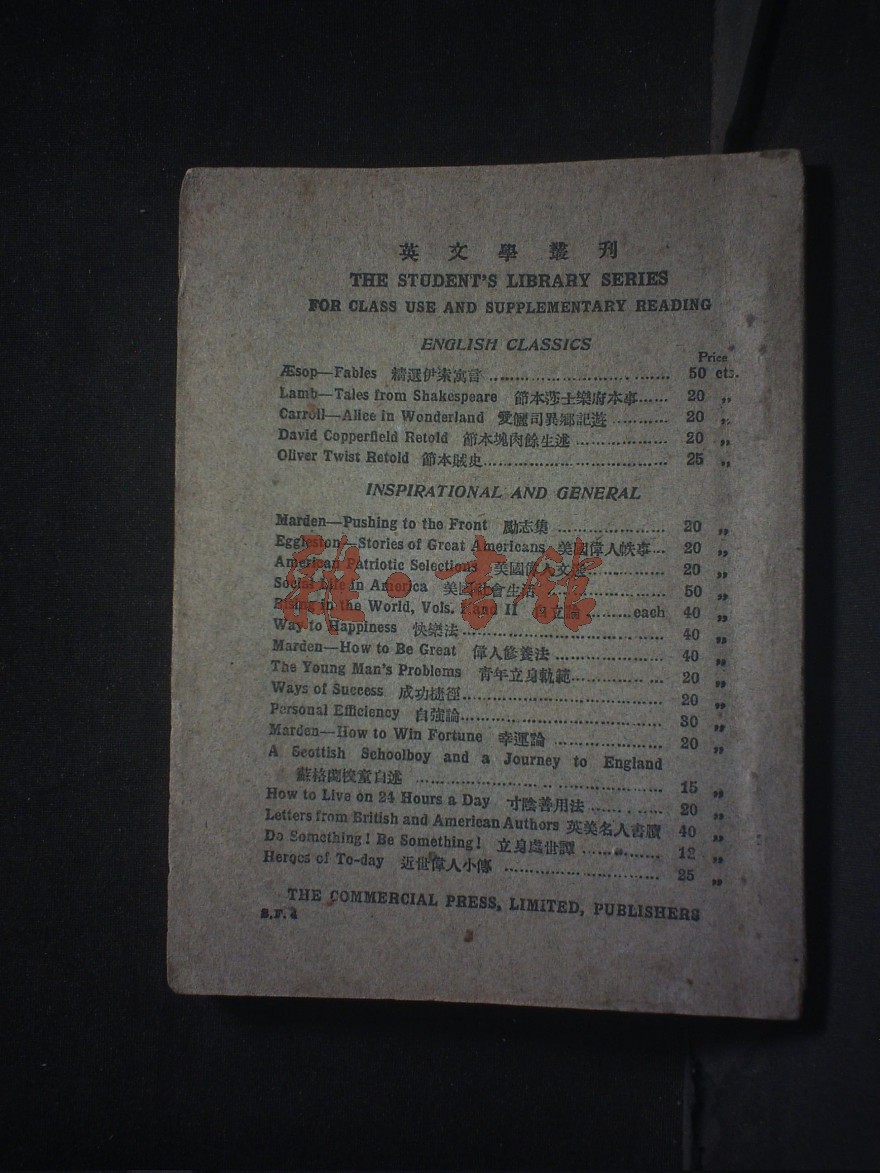 英文學叢刊
THE STUDENT'S LIBRARY SERIES
FOR CLASS USE AND SUPPLEMENTARY READING
ENGLISH CLASSICS
Price
Æsop—Fables 精選伊索寓言 .......... 50 cts.
Lamb—Tales from Shakespeare 節本莎士樂府本事...... 20 ,,
Carroll—Alice in Wonderland 愛麗司異鄉記遊 .......... 20 ,,
David Copperfield Retold 節本塊肉餘生述 .......... 20 ,,
Oliver Twist Retold 節本賊史.......... 25 ,,
INSPIRATIONAL AND GENERAL
Marden—Pushing to the Front 勵志集 .......... 20 ,,
Eggleston—Stories of Great Americans 美國偉人軼事... 20 ,,
American Patriotic Selections 美國偉人文選.......... 20 ,,
Social Life in America 美國社會生活 .......... 50 ,,
Rising in the World, Vols. I and II 自立論 .........each 40 ,,
Way to Happiness 快樂法 .......... 40 ,,
Marden—How to Be Great 偉人修養法 .......... 40 ,,
The Young Man's Problems 青年立身軌範.......... 20 ,,
Ways of Success 成功捷徑.......... 20 ,,
Personal Efficiency 自強論.......... 30 ,,
Marden—How to Win Fortune 幸運論 .......... 20 ,,
A Scottish Schoolboy and a Journey to England
蘇格蘭校童自述 .......... 15 ,,
How to Live on 24 Hours a Day 寸陰善用法 .......... 20 ,,
Letters from British and American Authors 英美名人書牘 40 ,,
Do Something! Be Something! 立身處世譚 .......... 12 ,,
Heroes of To-day 近世偉人小傳 .......... 25 ,,
THE COMMERCIAL PRESS, LIMITED, PUBLISHERS
S.F.
雜·書館